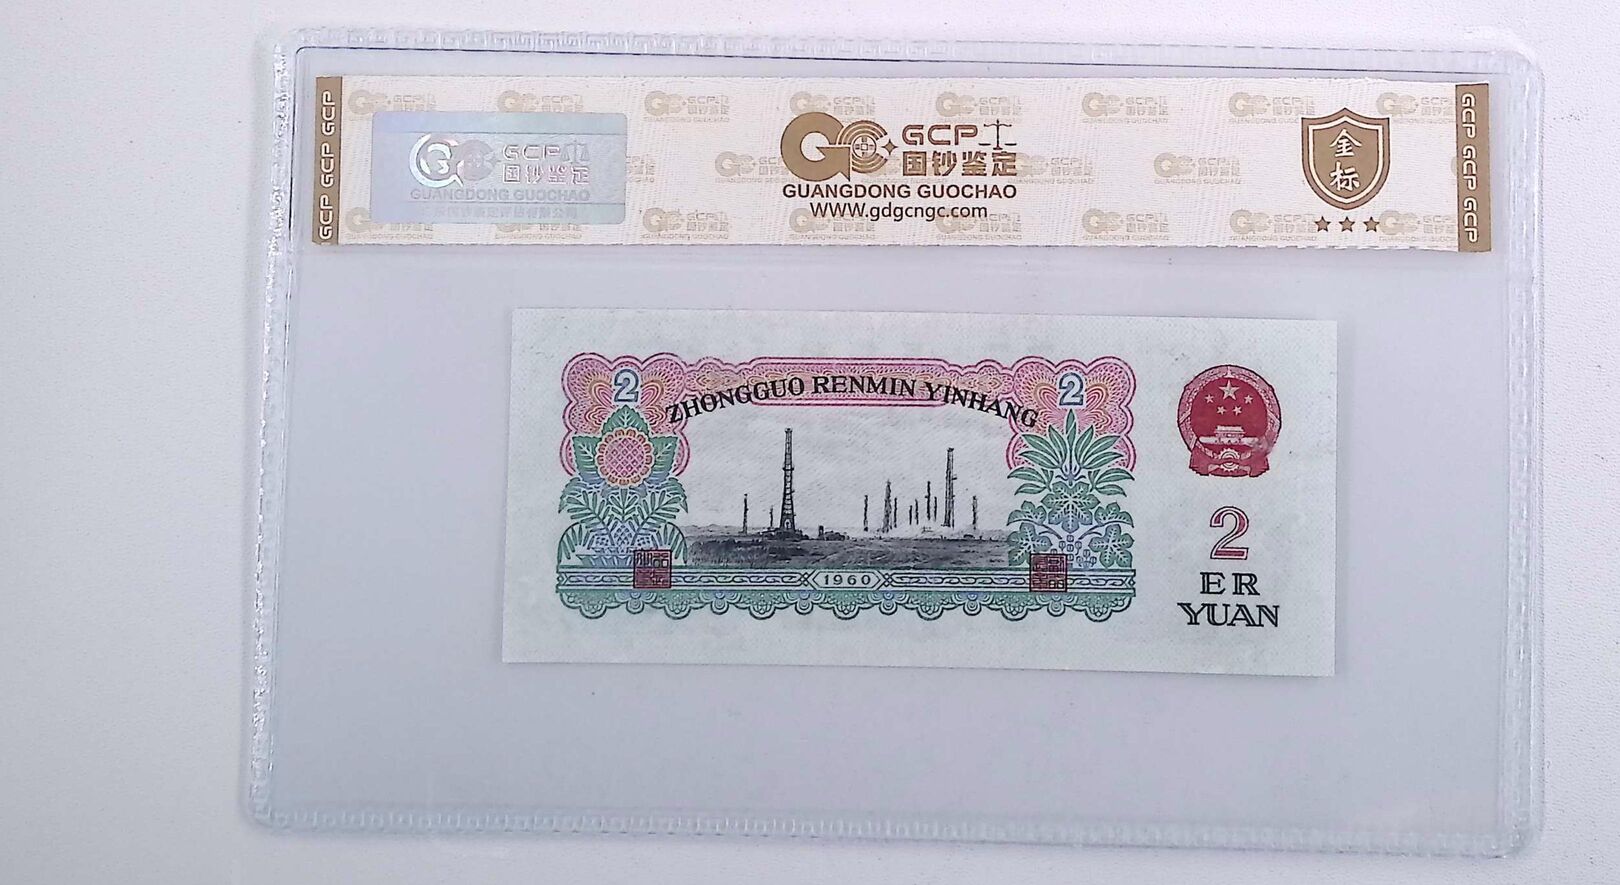 GCP GCP GCP
GCP
国钞鉴定
GUANGDONG GUOCHAO
GCP
国钞鉴定
GUANGDONG GUOCHAO
WWW.gdgcngc.com
金
标
GCP GCP GCP
ZHONGGUO RENMIN YINHANG
2
2
1960
2
ER
YUAN